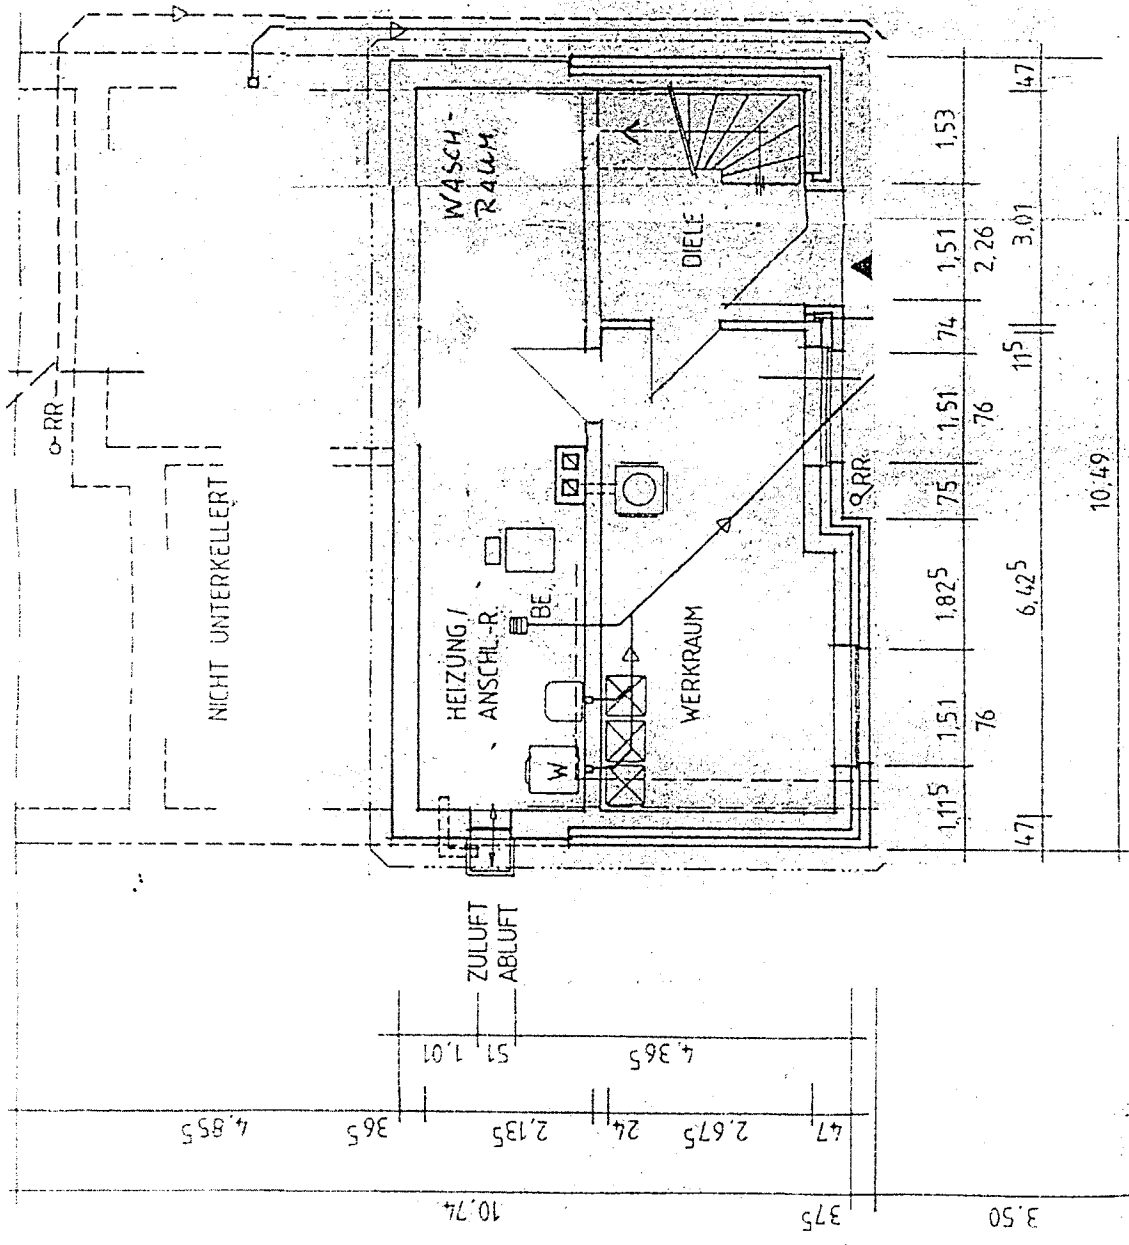 RR
NICHT UNTERKELLERT
WASCH-
RAUM
HEIZUNG /
ANSCHL.-R.
BE.
W
DIELE
WERKRAUM
RR
ZULUFT
ABLUFT
47
1,53
1,51
2,26
3,01
74
11⁵
1,51
76
75
10,49
1,82⁵
6,42⁵
1,51
76
1,11⁵
47
1,01
51
4,36⁵
4,85⁵
36⁵
2,13⁵
24
2,67⁵
47
10,74
37⁵
3,50